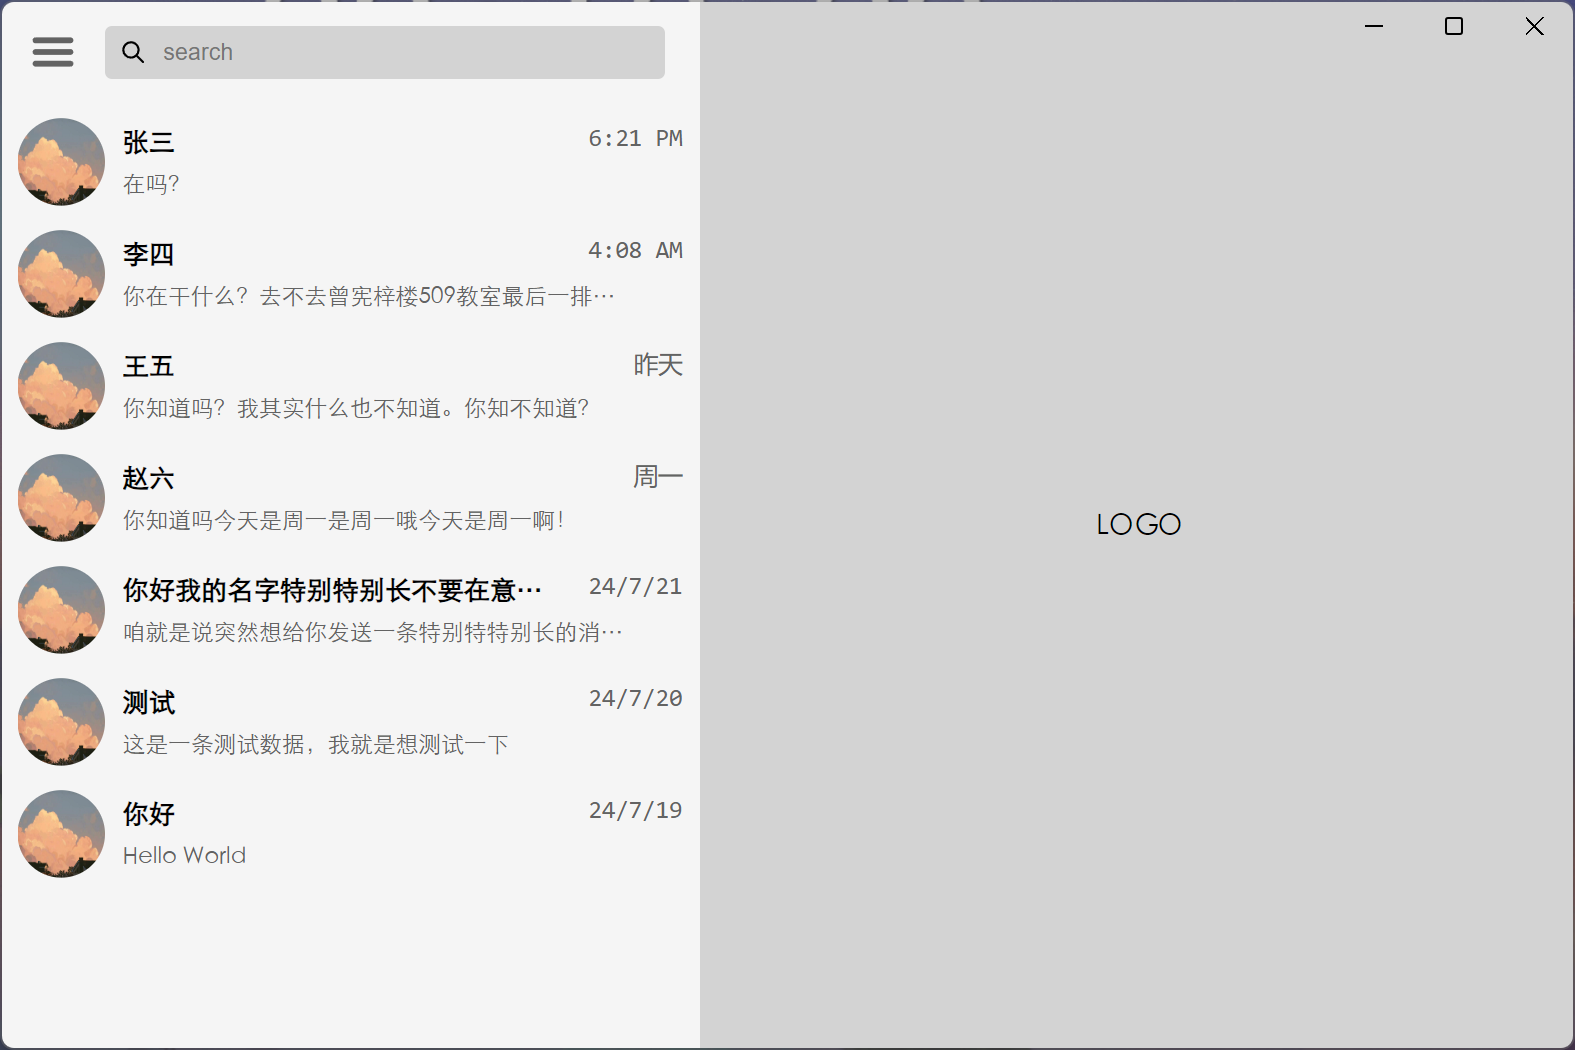 search
张三
6:21 PM
在吗?
李四
4:08 AM
你在干什么? 去不去曾宪梓楼509教室最后一排…
王五
昨天
你知道吗? 我其实什么也不知道。你知不知道?
赵六
周一
你知道吗今天是周一是周一哦今天是周一啊!
你好我的名字特别特别长不要在意…
24/7/21
咱就是说突然想给你发送一条特别特特别长的消…
测试
24/7/20
这是一条测试数据，我就是想测试一下
你好
24/7/19
Hello World
LOGO